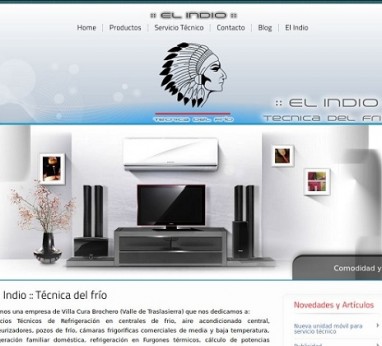 :: EL INDIO ::
Home | Productos | Servicio Técnico | Contacto | Blog | El Indio
TECNICA DEL FRIO
:: EL INDIO
TECNICA DEL FRI
Comodidad y
Indio :: Técnica del frío
mos una empresa de Villa Cura Brochero (Valle de Traslasierra) que nos dedicamos a:
cios Técnicos de Refrigeración en centrales de frío, aire acondicionado central,
eurizadores, pozos de frío, cámaras frigoríficas comerciales de media y baja temperatura,
geración familiar doméstica, refrigeración en furgones térmicos, cálculo de potencias
Novedades y Artículos
Nueva unidad móvil para
servicio técnico
Publicidad